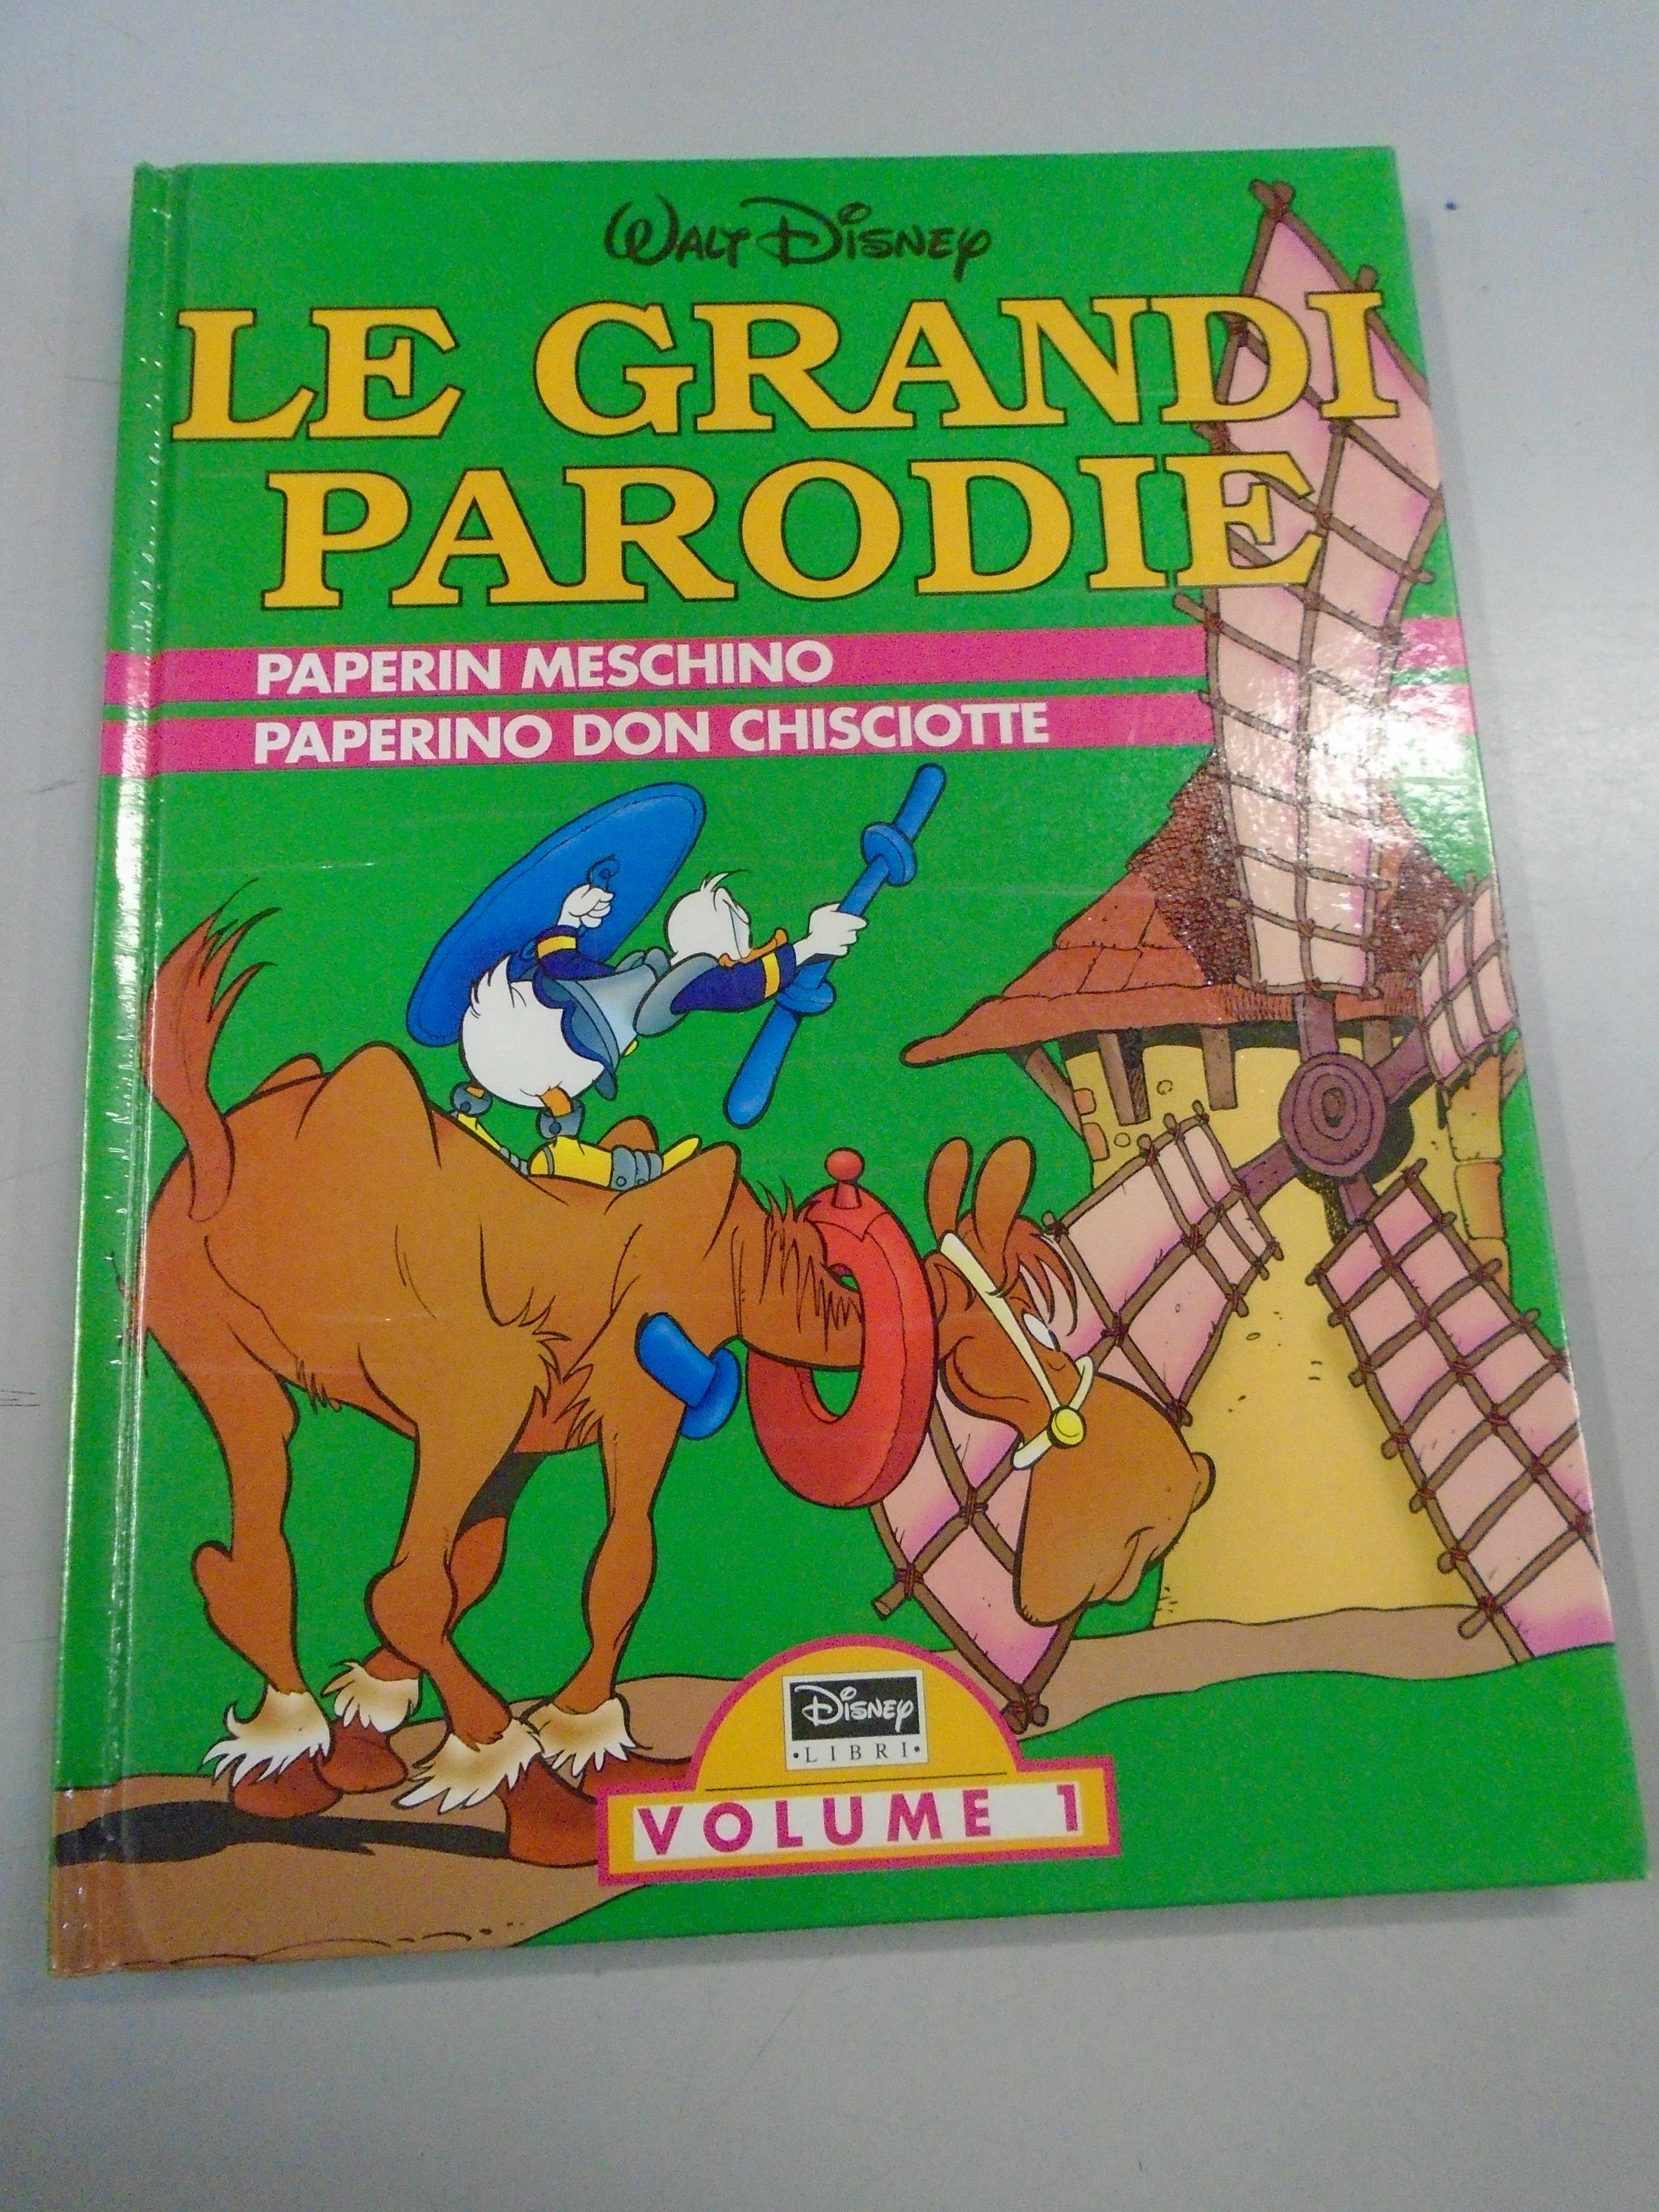 WALT DISNEY
LE GRANDI
PARODIE
PAPERIN MESCHINO
PAPERINO DON CHISCIOTTE
DISNEY
•LIBRI•
VOLUME 1